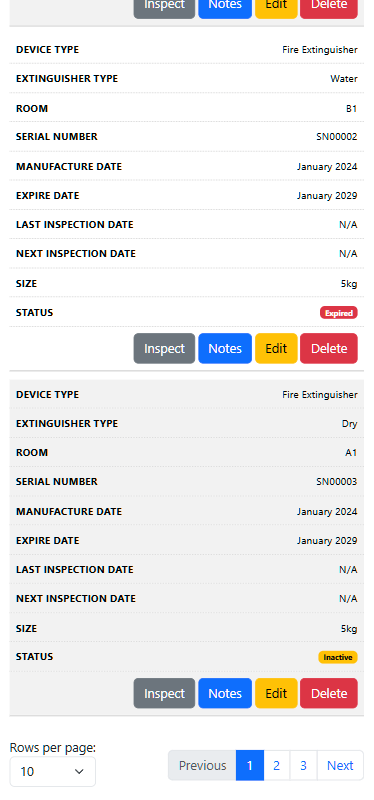 Inspect Notes Edit Delete
DEVICE TYPE Fire Extinguisher
EXTINGUISHER TYPE Water
ROOM B1
SERIAL NUMBER SN00002
MANUFACTURE DATE January 2024
EXPIRE DATE January 2029
LAST INSPECTION DATE N/A
NEXT INSPECTION DATE N/A
SIZE 5kg
STATUS Expired
Inspect Notes Edit Delete
DEVICE TYPE Fire Extinguisher
EXTINGUISHER TYPE Dry
ROOM A1
SERIAL NUMBER SN00003
MANUFACTURE DATE January 2024
EXPIRE DATE January 2029
LAST INSPECTION DATE N/A
NEXT INSPECTION DATE N/A
SIZE 5kg
STATUS Inactive
Inspect Notes Edit Delete
Rows per page:
10 Previous 1 2 3 Next